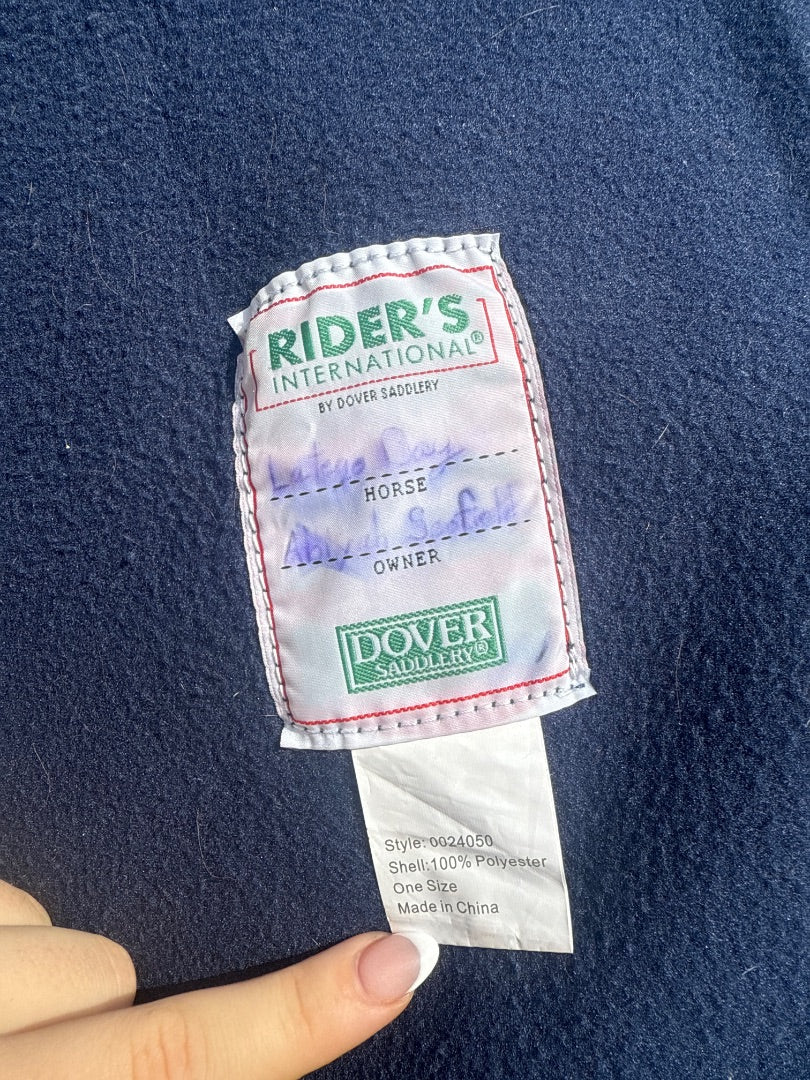 RIDER'S
INTERNATIONAL®
BY DOVER SADDLERY
Day
HORSE
OWNER
DOVER
SADDLERY®
Style: 0024050
Shell:100% Polyester
One Size
Made in China